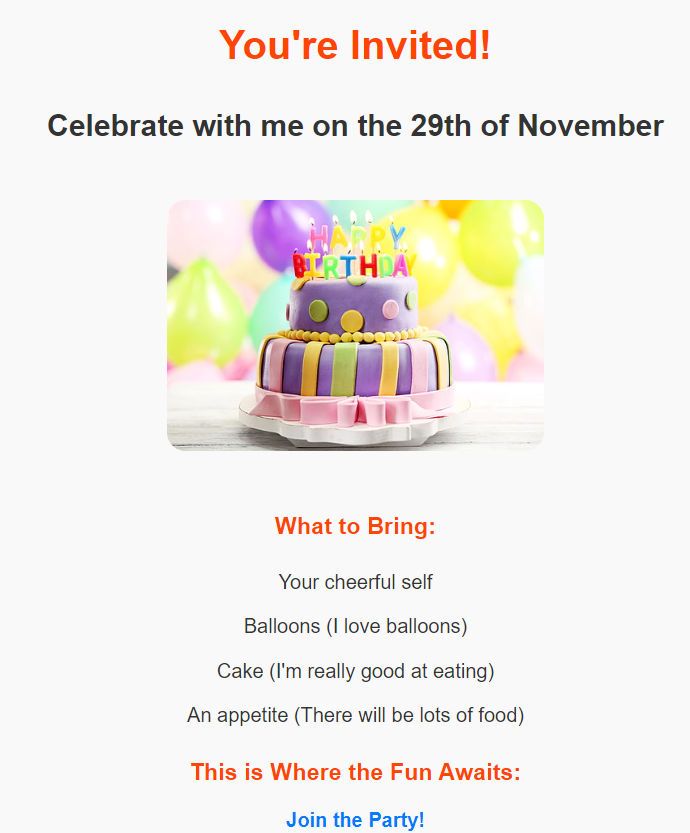 You're Invited!
Celebrate with me on the 29th of November
HAPPY
BIRTHDAY
What to Bring:
Your cheerful self
Balloons (I love balloons)
Cake (I'm really good at eating)
An appetite (There will be lots of food)
This is Where the Fun Awaits:
Join the Party!